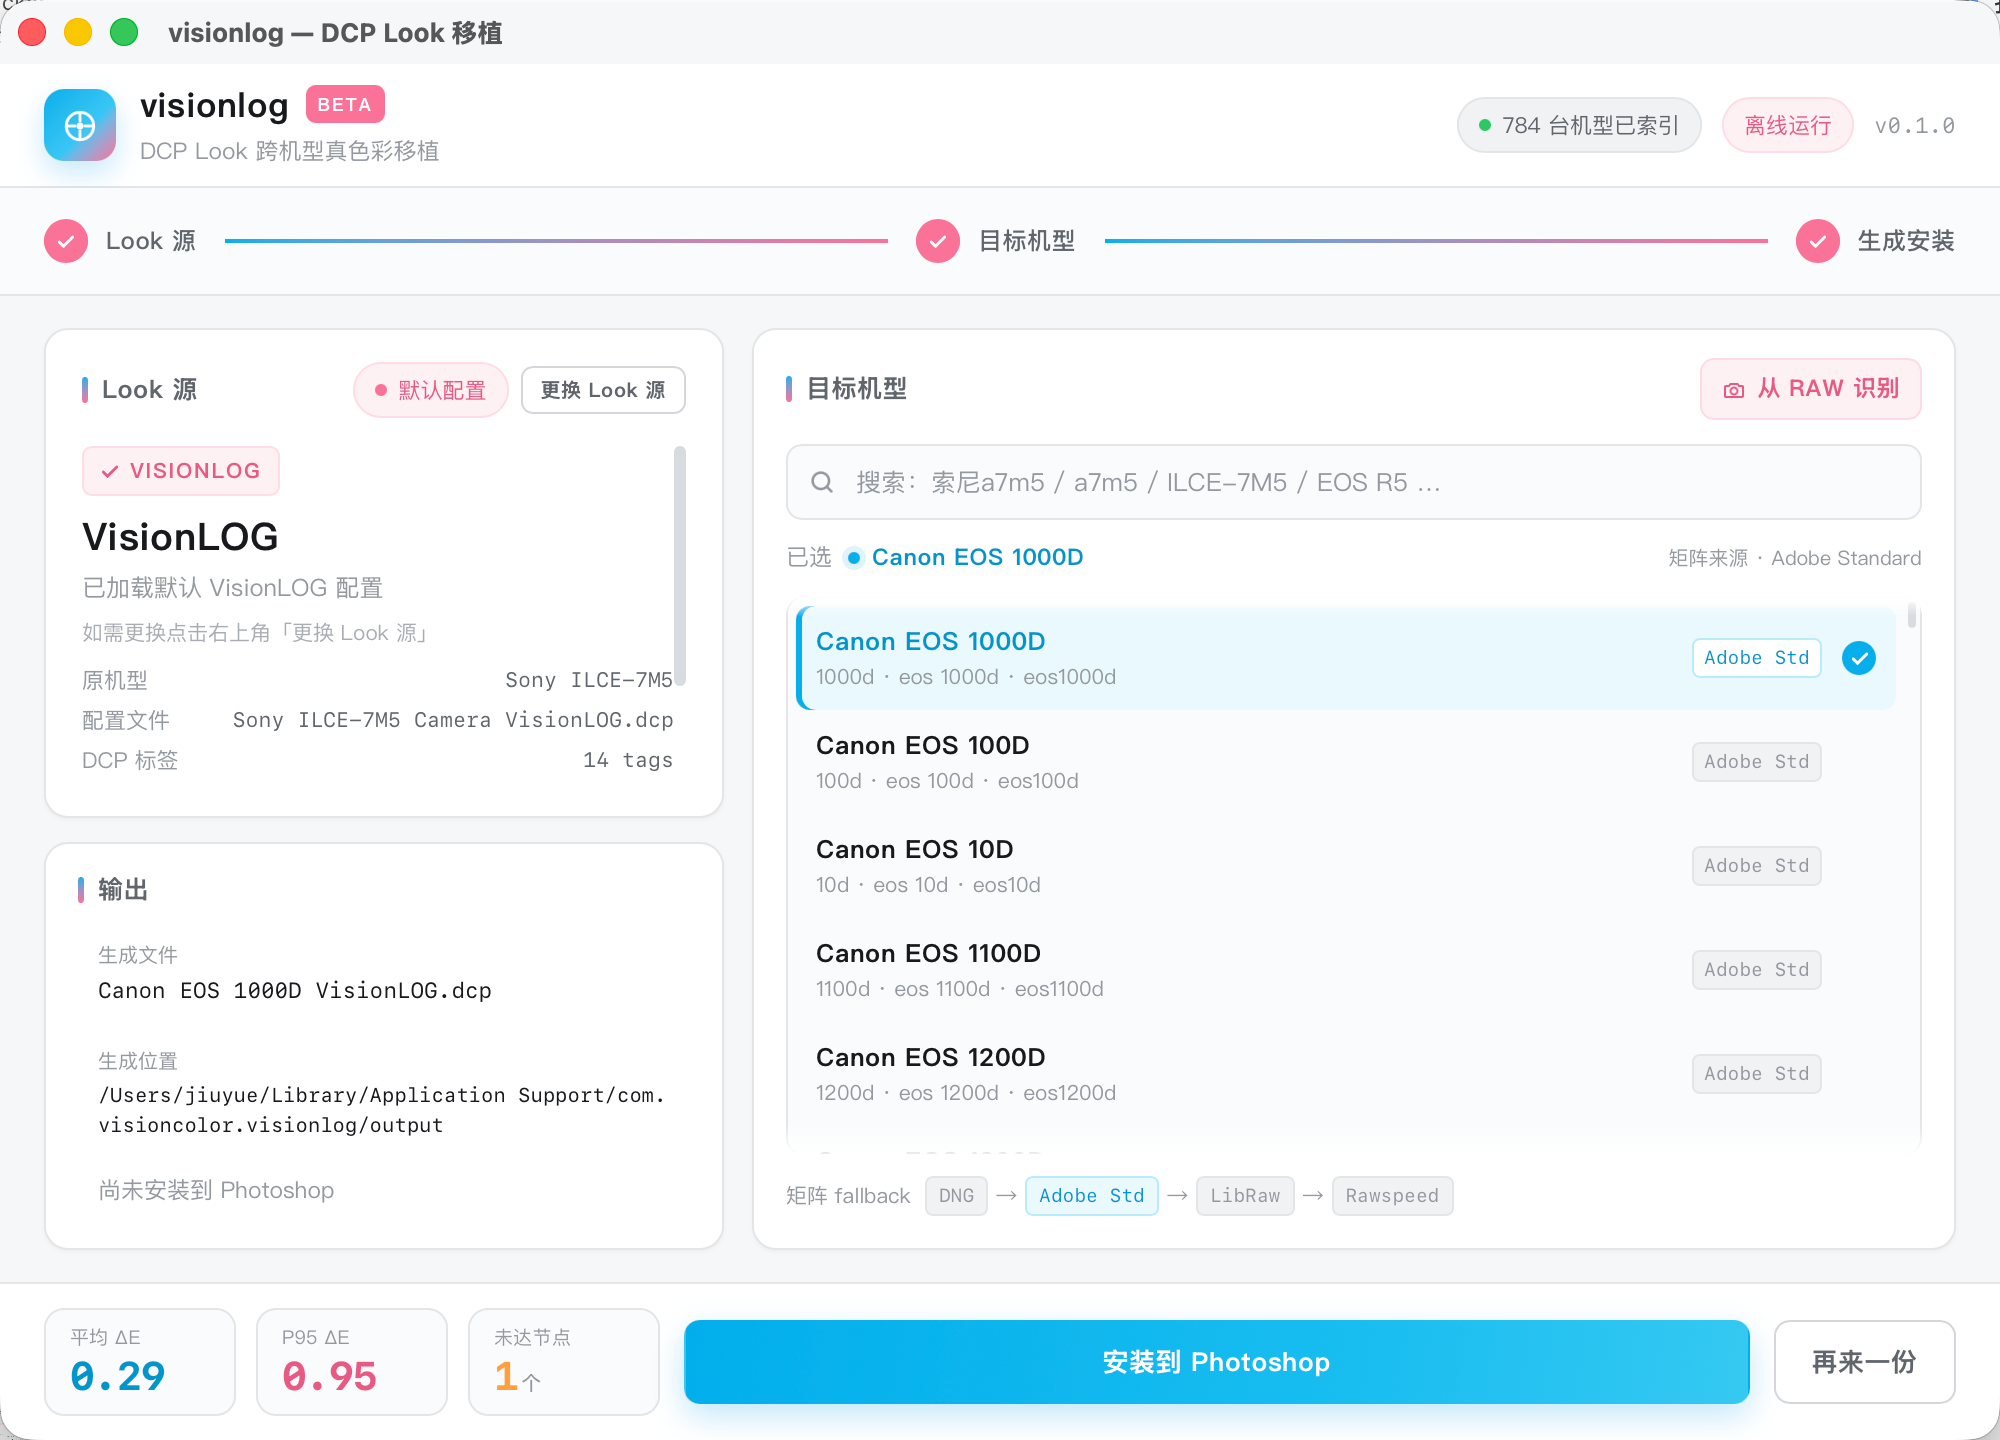 visionlog — DCP Look 移植
visionlog BETA
DCP Look 跨机型真色彩移植
784 台机型已索引
离线运行
v0.1.0
Look 源
目标机型
生成安装
Look 源
默认配置
更换 Look 源
VISIONLOG
VisionLOG
已加载默认 VisionLOG 配置
如需更换点击右上角「更换 Look 源」
原机型 Sony ILCE-7M5
配置文件 Sony ILCE-7M5 Camera VisionLOG.dcp
DCP 标签 14 tags
输出
生成文件
Canon EOS 1000D VisionLOG.dcp
生成位置
/Users/jiuyue/Library/Application Support/com.
visioncolor.visionlog/output
尚未安装到 Photoshop
目标机型
从 RAW 识别
搜索：索尼a7m5 / a7m5 / ILCE-7M5 / EOS R5 ...
已选 Canon EOS 1000D
矩阵来源 · Adobe Standard
Canon EOS 1000D
1000d · eos 1000d · eos1000d
Adobe Std
Canon EOS 100D
100d · eos 100d · eos100d
Adobe Std
Canon EOS 10D
10d · eos 10d · eos10d
Adobe Std
Canon EOS 1100D
1100d · eos 1100d · eos1100d
Adobe Std
Canon EOS 1200D
1200d · eos 1200d · eos1200d
Adobe Std
矩阵 fallback DNG → Adobe Std → LibRaw → Rawspeed
平均 ΔE
0.29
P95 ΔE
0.95
未达节点
1个
安装到 Photoshop
再来一份